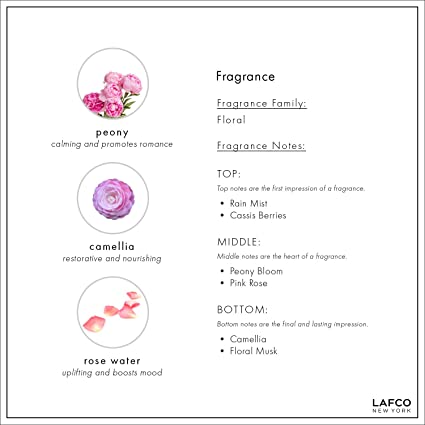 peony
calming and promotes romance
camellia
restorative and nourishing
rose water
uplifting and boosts mood
Fragrance
Fragrance Family:
Floral
Fragrance Notes:
TOP:
Top notes are the first impression of a fragrance.
• Rain Mist
• Cassis Berries
MIDDLE:
Middle notes are the heart of a fragrance.
• Peony Bloom
• Pink Rose
BOTTOM:
Bottom notes are the final and lasting impression.
• Camellia
• Floral Musk
LAFCO
NEW YORK